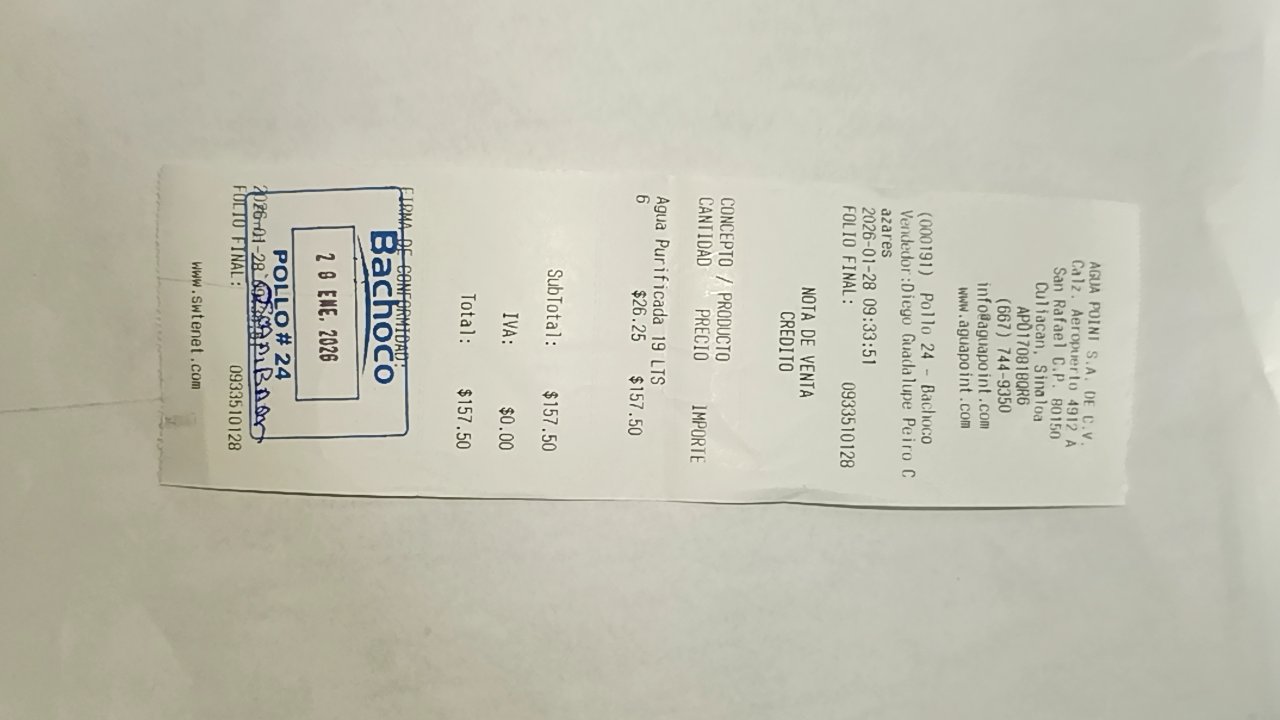 AGUA POINT S.A. DE C.V.
Calz. Aeropuerto 4912 A
San Rafael C.P. 80150
Culiacan, Sinaloa
APO170818QR6
(667) 744-9350
info@aguapoint.com
www.aguapoint.com
(000191) Pollo 24 - Bachoco
Vendedor:Diego Guadalupe Peiro C
azares
2026-01-28 09:33:51
FOLIO FINAL: 0933510128
NOTA DE VENTA
CREDITO
CONCEPTO / PRODUCTO
CANTIDAD PRECIO IMPORTE
Agua Purificada 19 LTS
6 $26.25 $157.50
SubTotal: $157.50
IVA: $0.00
Total: $157.50
FIRMA DE CONFORMIDAD:
Bachoco
28 ENE. 2026
POLLO # 24
2026-01-28
FOLIO FINAL: 0933510128
www.swtenet.com